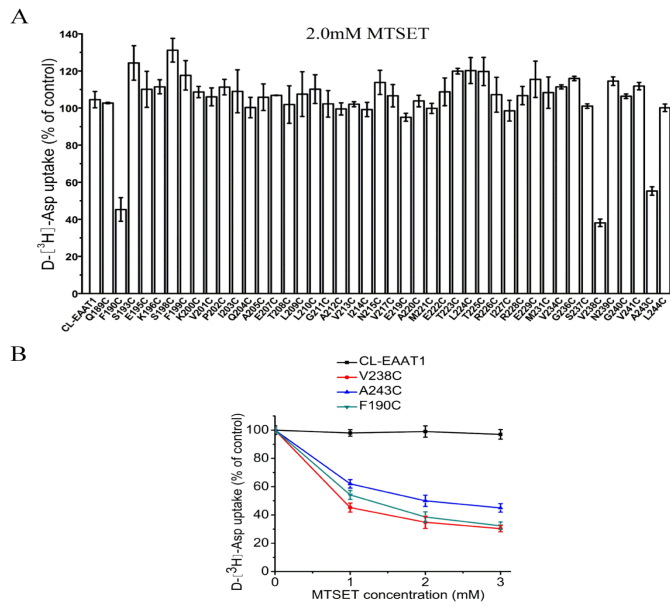 A
2.0mM MTSET
D-[³H]-Asp uptake (% of control)
140
120
100
80
60
40
20
0
CL-EAAT1
Q189C
F190C
S193C
E195C
K196C
S198C
F199C
K200C
V201C
P202C
I203C
Q204C
A205C
E207C
T208C
L209C
L210C
G211C
A212C
V213C
I214C
N215C
V217C
E219C
A220C
M221C
E222C
T223C
L224C
T225C
R226C
I227C
R228C
E229C
M231C
V234C
G236C
S237C
V238C
N239C
G240C
V241C
A243C
L244C
B
CL-EAAT1
V238C
A243C
F190C
D-[³H]-Asp uptake (% of control)
100
80
60
40
20
0
0
1
2
3
MTSET concentration (mM)